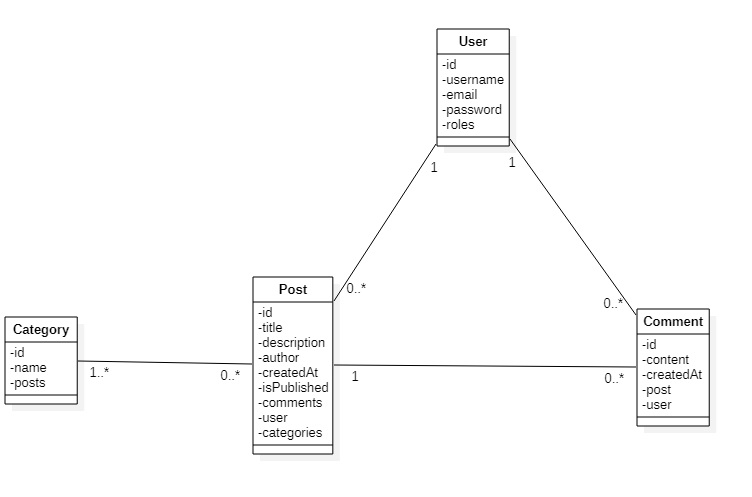 User
-id
-username
-email
-password
-roles
1
1
0..*
0..*
Post
-id
-title
-description
-author
-createdAt
-isPublished
-comments
-user
-categories
Category
-id
-name
-posts
1..*
0..*
1
0..*
Comment
-id
-content
-createdAt
-post
-user